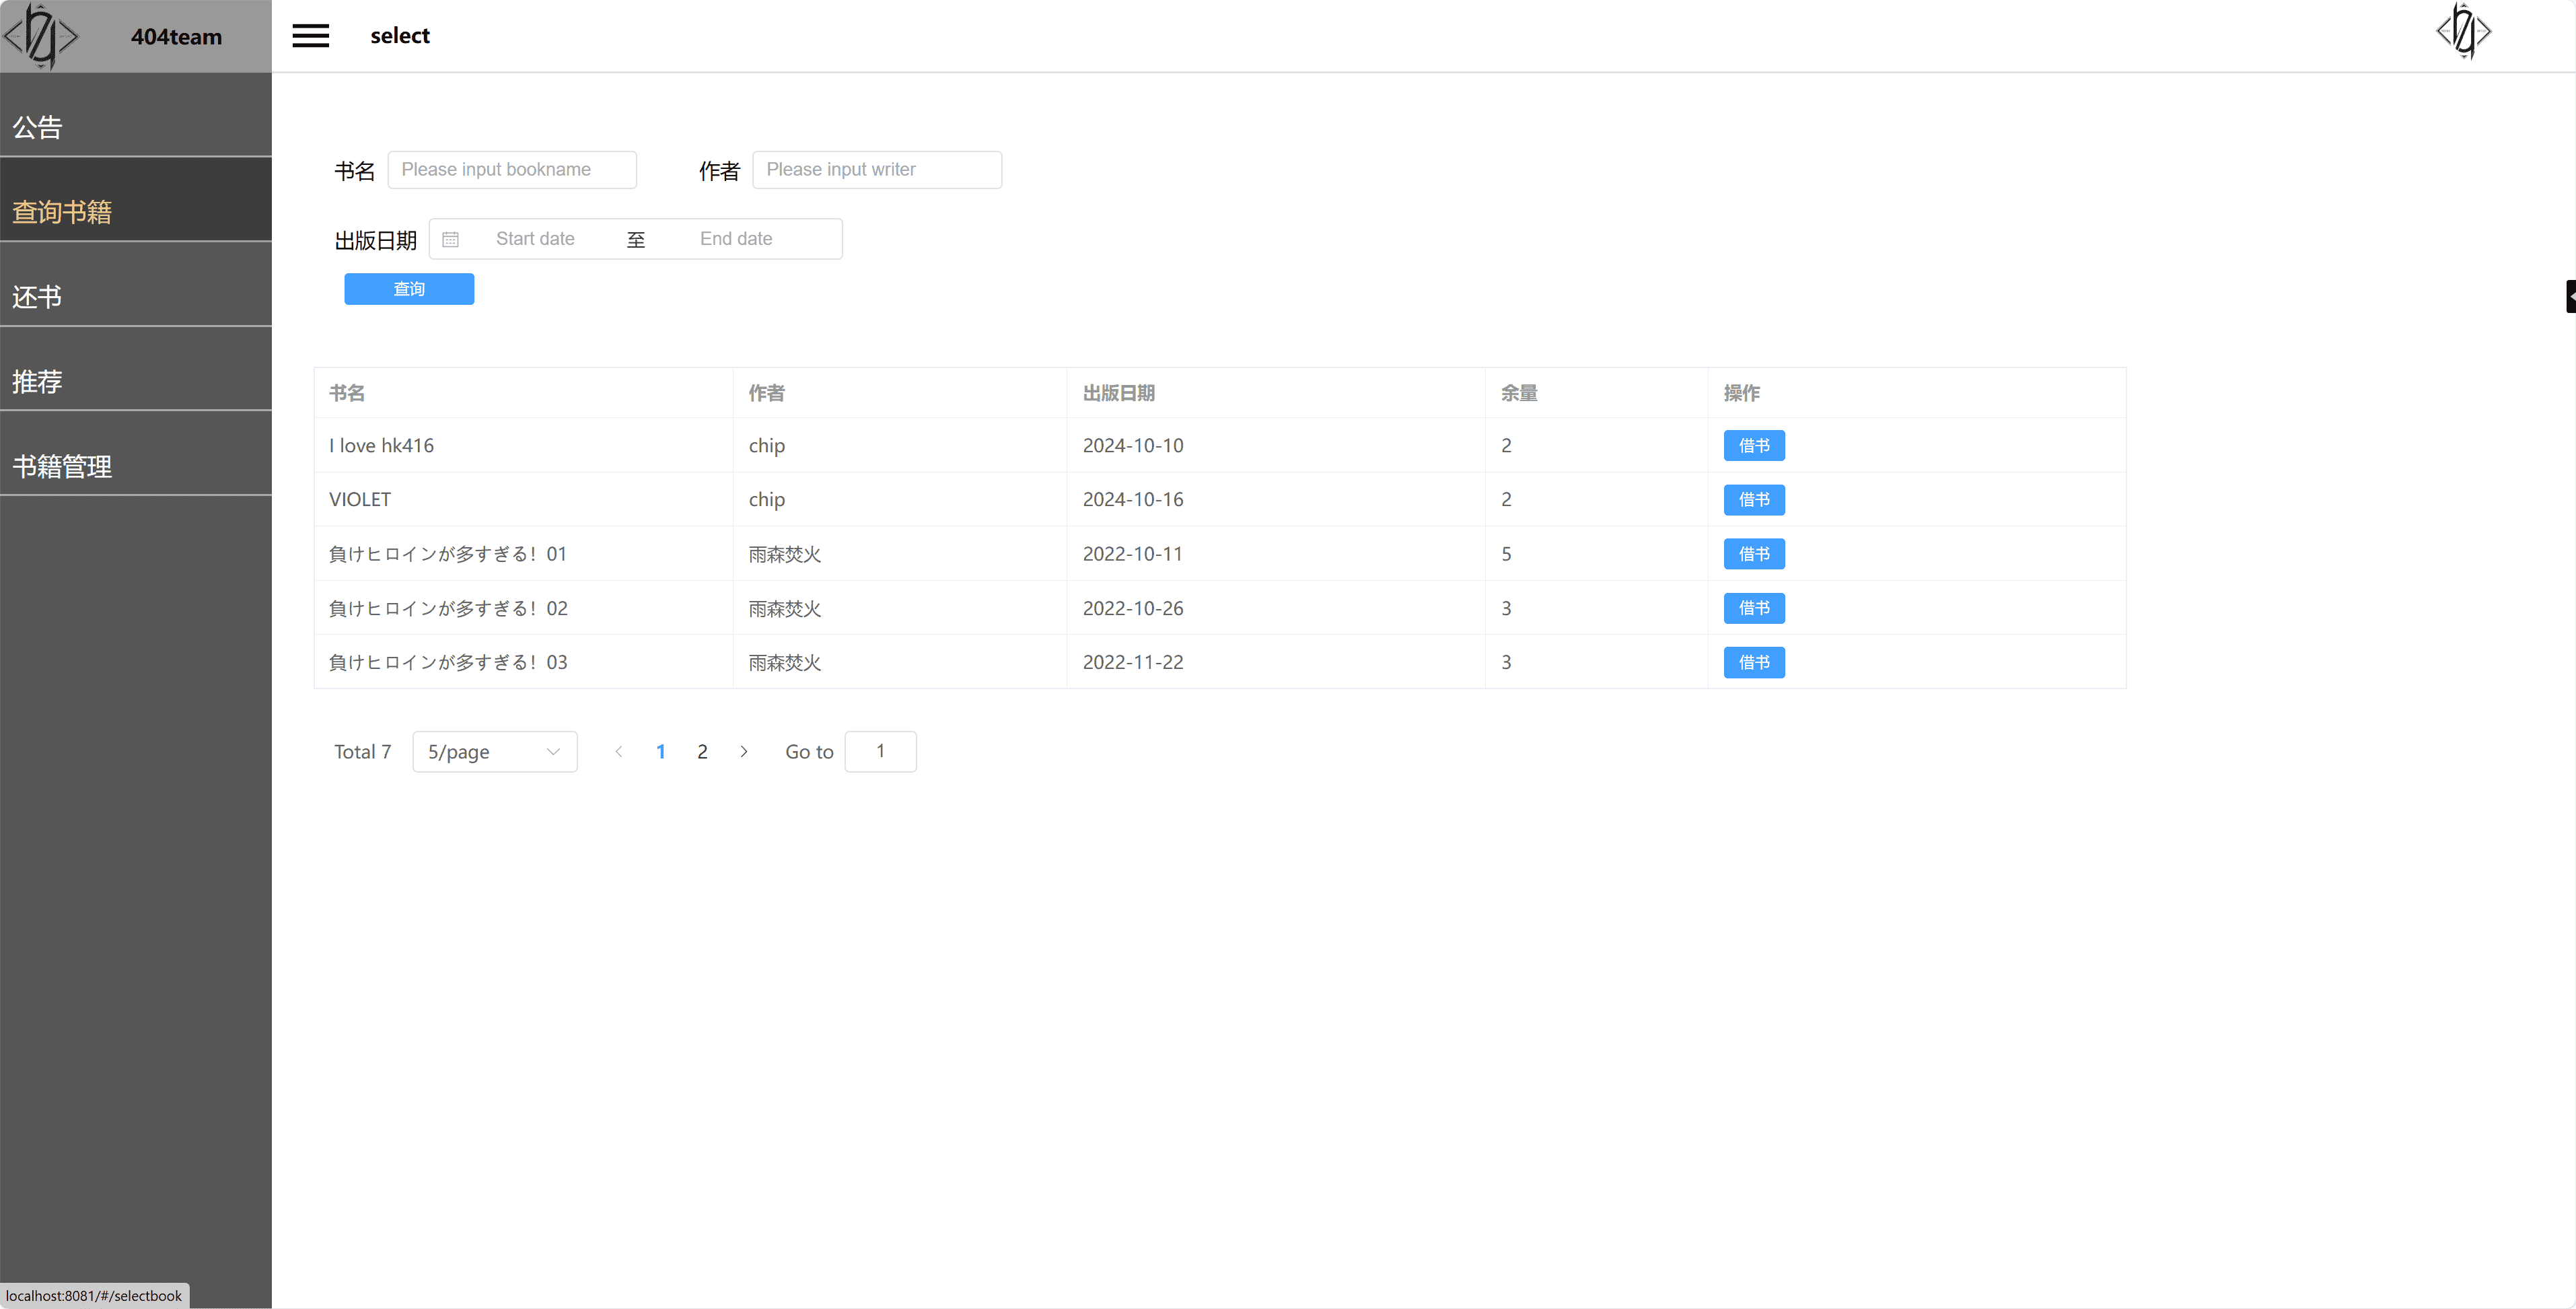 404team
select
公告
查询书籍
还书
推荐
书籍管理
书名 Please input bookname 作者 Please input writer
出版日期 Start date 至 End date
查询
书名 作者 出版日期 余量 操作
I love hk416 chip 2024-10-10 2 借书
VIOLET chip 2024-10-16 2 借书
負けヒロインが多すぎる！01 雨森焚火 2022-10-11 5 借书
負けヒロインが多すぎる！02 雨森焚火 2022-10-26 3 借书
負けヒロインが多すぎる！03 雨森焚火 2022-11-22 3 借书
Total 7 5/page 1 2 Go to 1
localhost:8081/#/selectbook